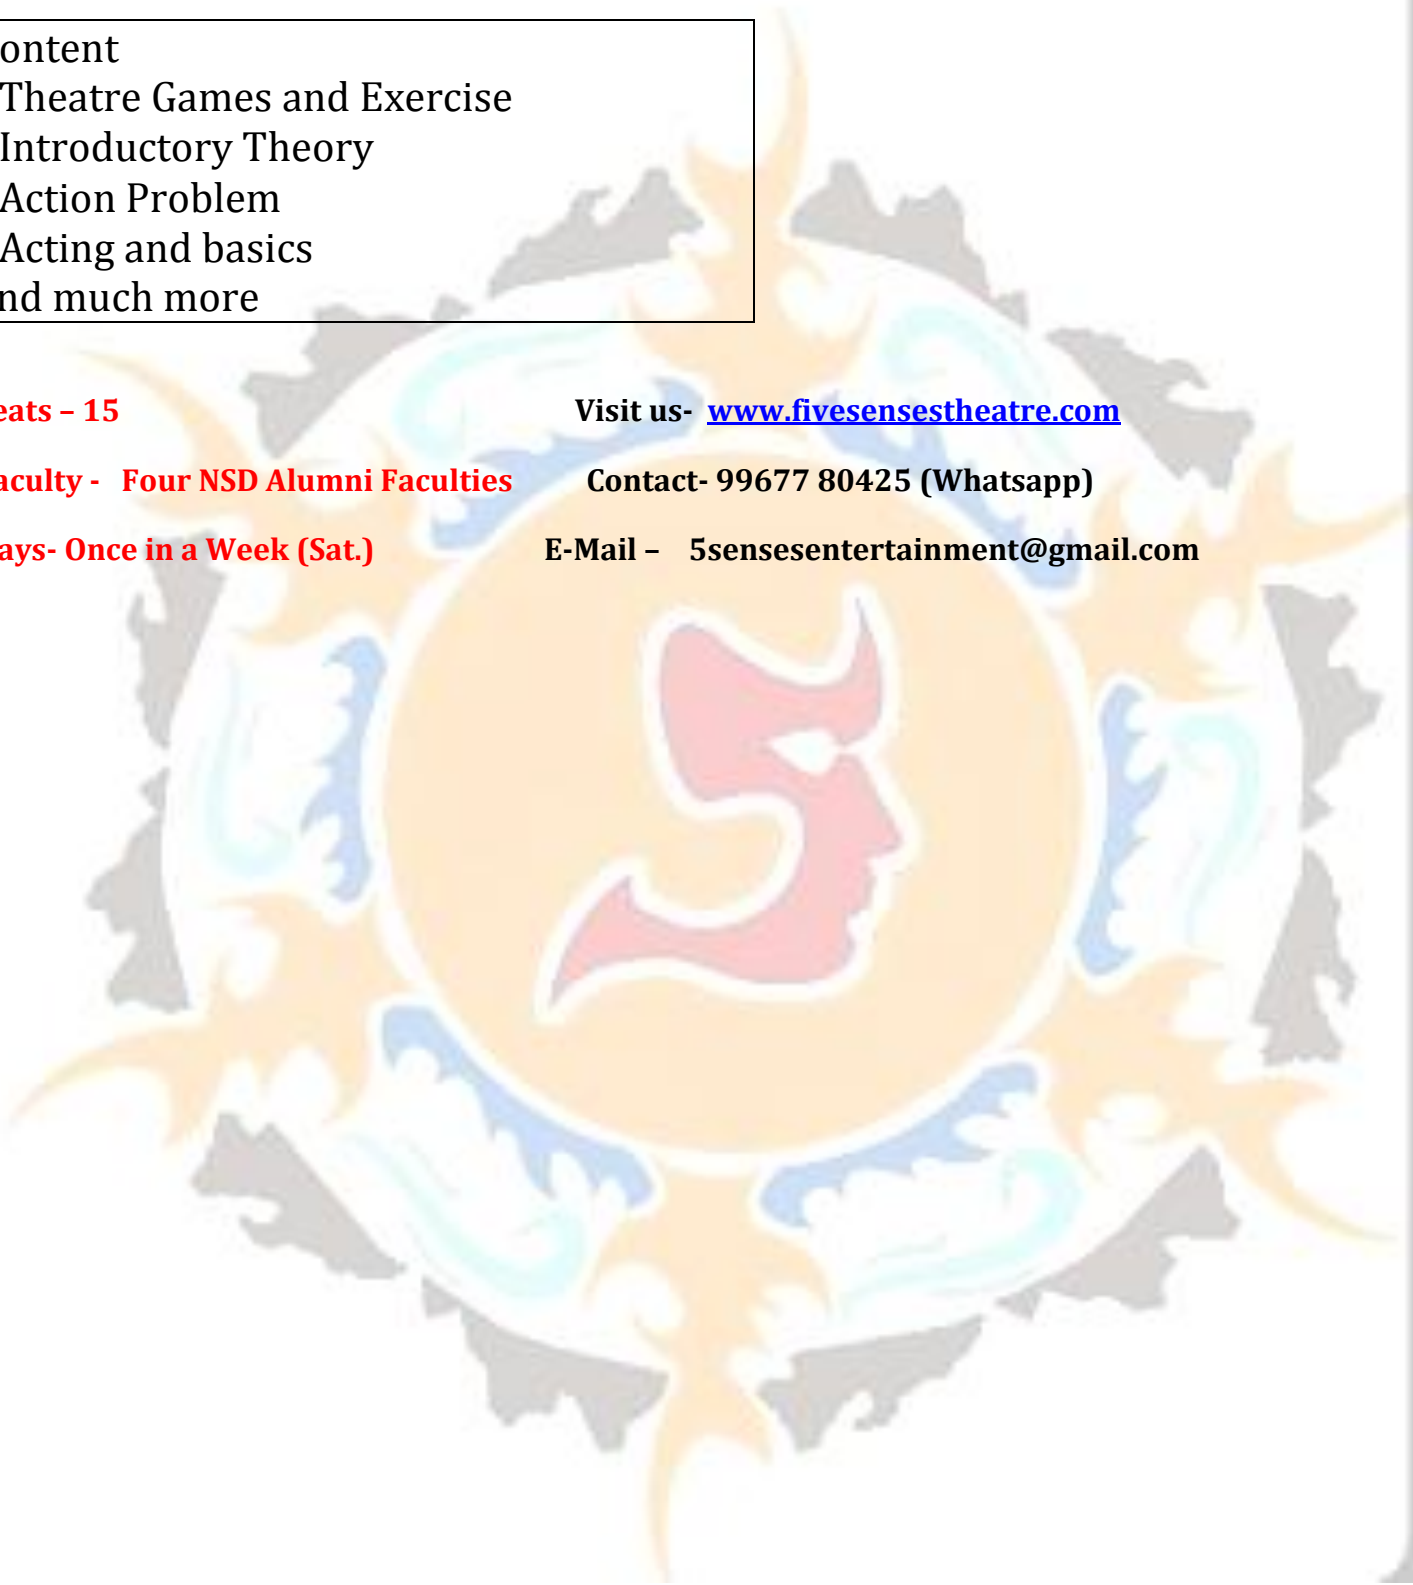 ontent
Theatre Games and Exercise
Introductory Theory
Action Problem
Acting and basics
nd much more
eats – 15 Visit us- www.fivesensestheatre.com
aculty - Four NSD Alumni Faculties Contact- 99677 80425 (Whatsapp)
ays- Once in a Week (Sat.) E-Mail – 5sensesentertainment@gmail.com